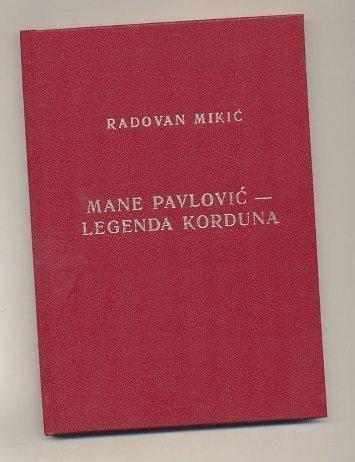 RADOVAN MIKIĆ
MANE PAVLOVIĆ —
LEGENDA KORDUNA